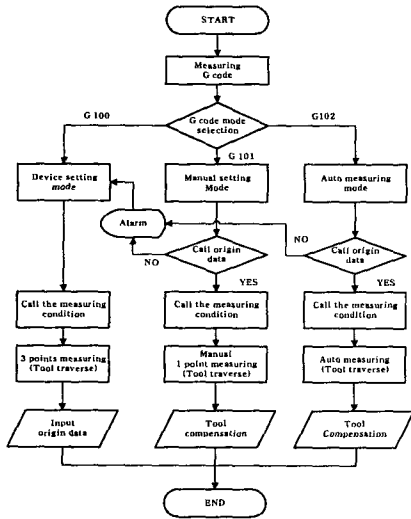 START
Measuring
G code
G code mode
selection
G 100
G 101
G102
Device setting
mode
Manual setting
Mode
Auto measuring
mode
Alarm
Call origin
data
Call origin
data
NO
NO
YES
YES
Call the measuring
condition
Call the measuring
condition
Call the measuring
condition
3 points measuring
(Tool traverse)
Manual
1 point measuring
(Tool traverse)
Auto measuring
(Tool traverse)
Input
origin data
Tool
compensation
Tool
Compensation
END